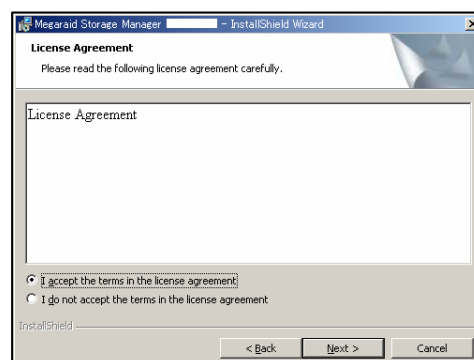 Megaraid Storage Manager - InstallShield Wizard
License Agreement
Please read the following license agreement carefully.
License Agreement
I accept the terms in the license agreement
I do not accept the terms in the license agreement
InstallShield
< Back Next > Cancel